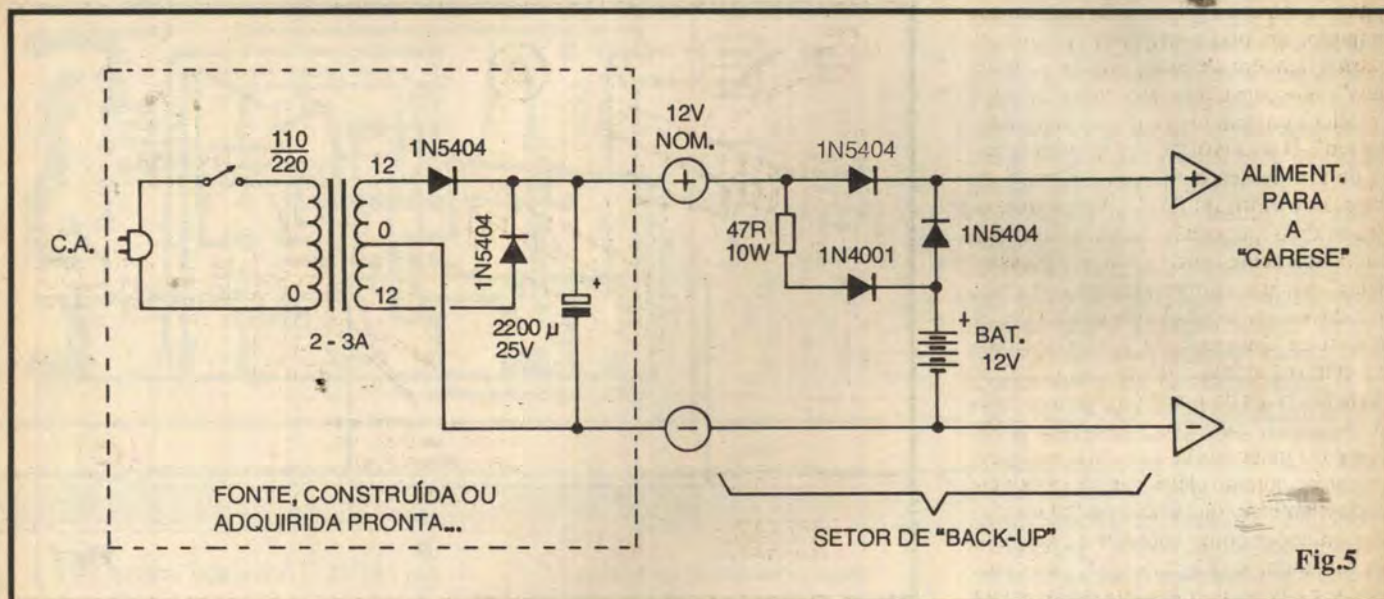 12V
NOM.
110
220
12
1N5404
1N5404
C.A.
0
1N5404
47R
10W
1N4001
1N5404
ALIMENT.
PARA
A
"CARESE"
0
12
2 - 3A
2200 µ
25V
+
+
BAT.
12V
+
+
-
-
FONTE, CONSTRUÍDA OU
ADQUIRIDA PRONTA...
SETOR DE "BACK-UP"
Fig.5